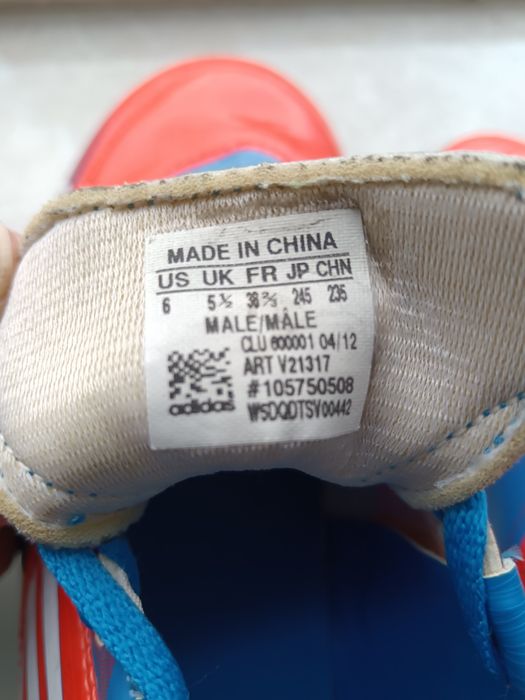 MADE IN CHINA
US UK FR JP CHN
6 5½ 38⅔ 245 235
MALE/MÂLE
CLU 600001 04/12
ART V21317
#105750508
adidas W5DQDTSV00442